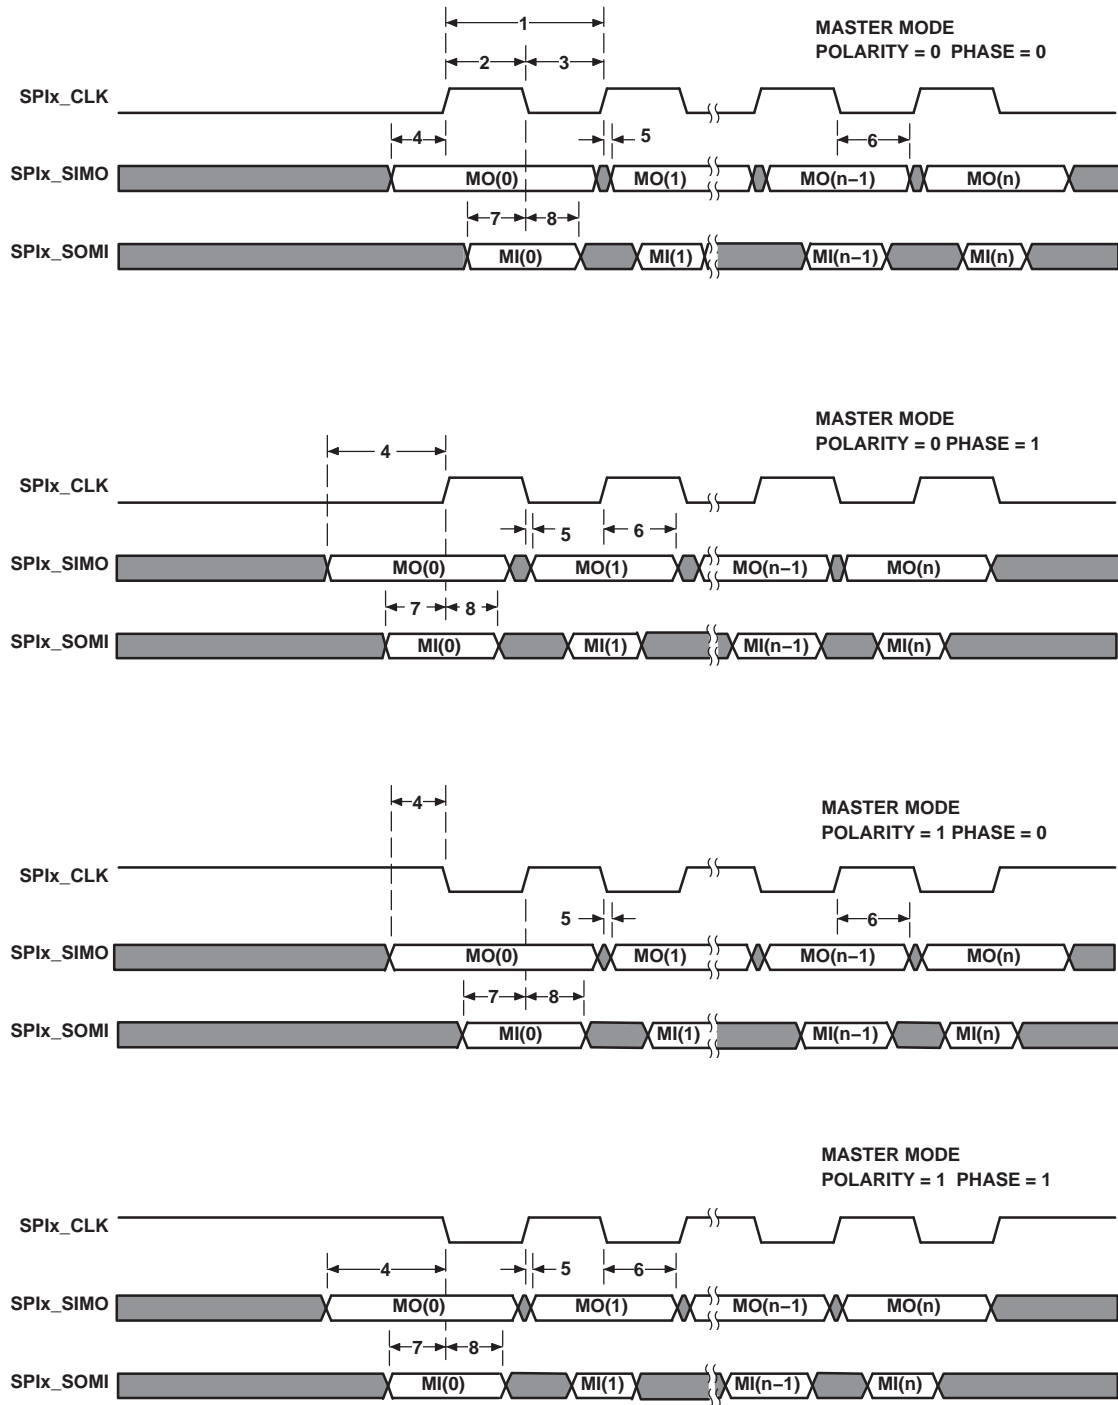 1
MASTER MODE
POLARITY = 0 PHASE = 0
2
3
SPIx_CLK
4
5
6
SPIx_SIMO
MO(0)
MO(1)
MO(n−1)
MO(n)
7
8
SPIx_SOMI
MI(0)
MI(1)
MI(n−1)
MI(n)
MASTER MODE
POLARITY = 0 PHASE = 1
4
SPIx_CLK
5
6
SPIx_SIMO
MO(0)
MO(1)
MO(n−1)
MO(n)
7
8
SPIx_SOMI
MI(0)
MI(1)
MI(n−1)
MI(n)
4
MASTER MODE
POLARITY = 1 PHASE = 0
SPIx_CLK
5
6
SPIx_SIMO
MO(0)
MO(1)
MO(n−1)
MO(n)
7
8
SPIx_SOMI
MI(0)
MI(1)
MI(n−1)
MI(n)
MASTER MODE
POLARITY = 1 PHASE = 1
SPIx_CLK
4
5
6
SPIx_SIMO
MO(0)
MO(1)
MO(n−1)
MO(n)
7
8
SPIx_SOMI
MI(0)
MI(1)
MI(n−1)
MI(n)